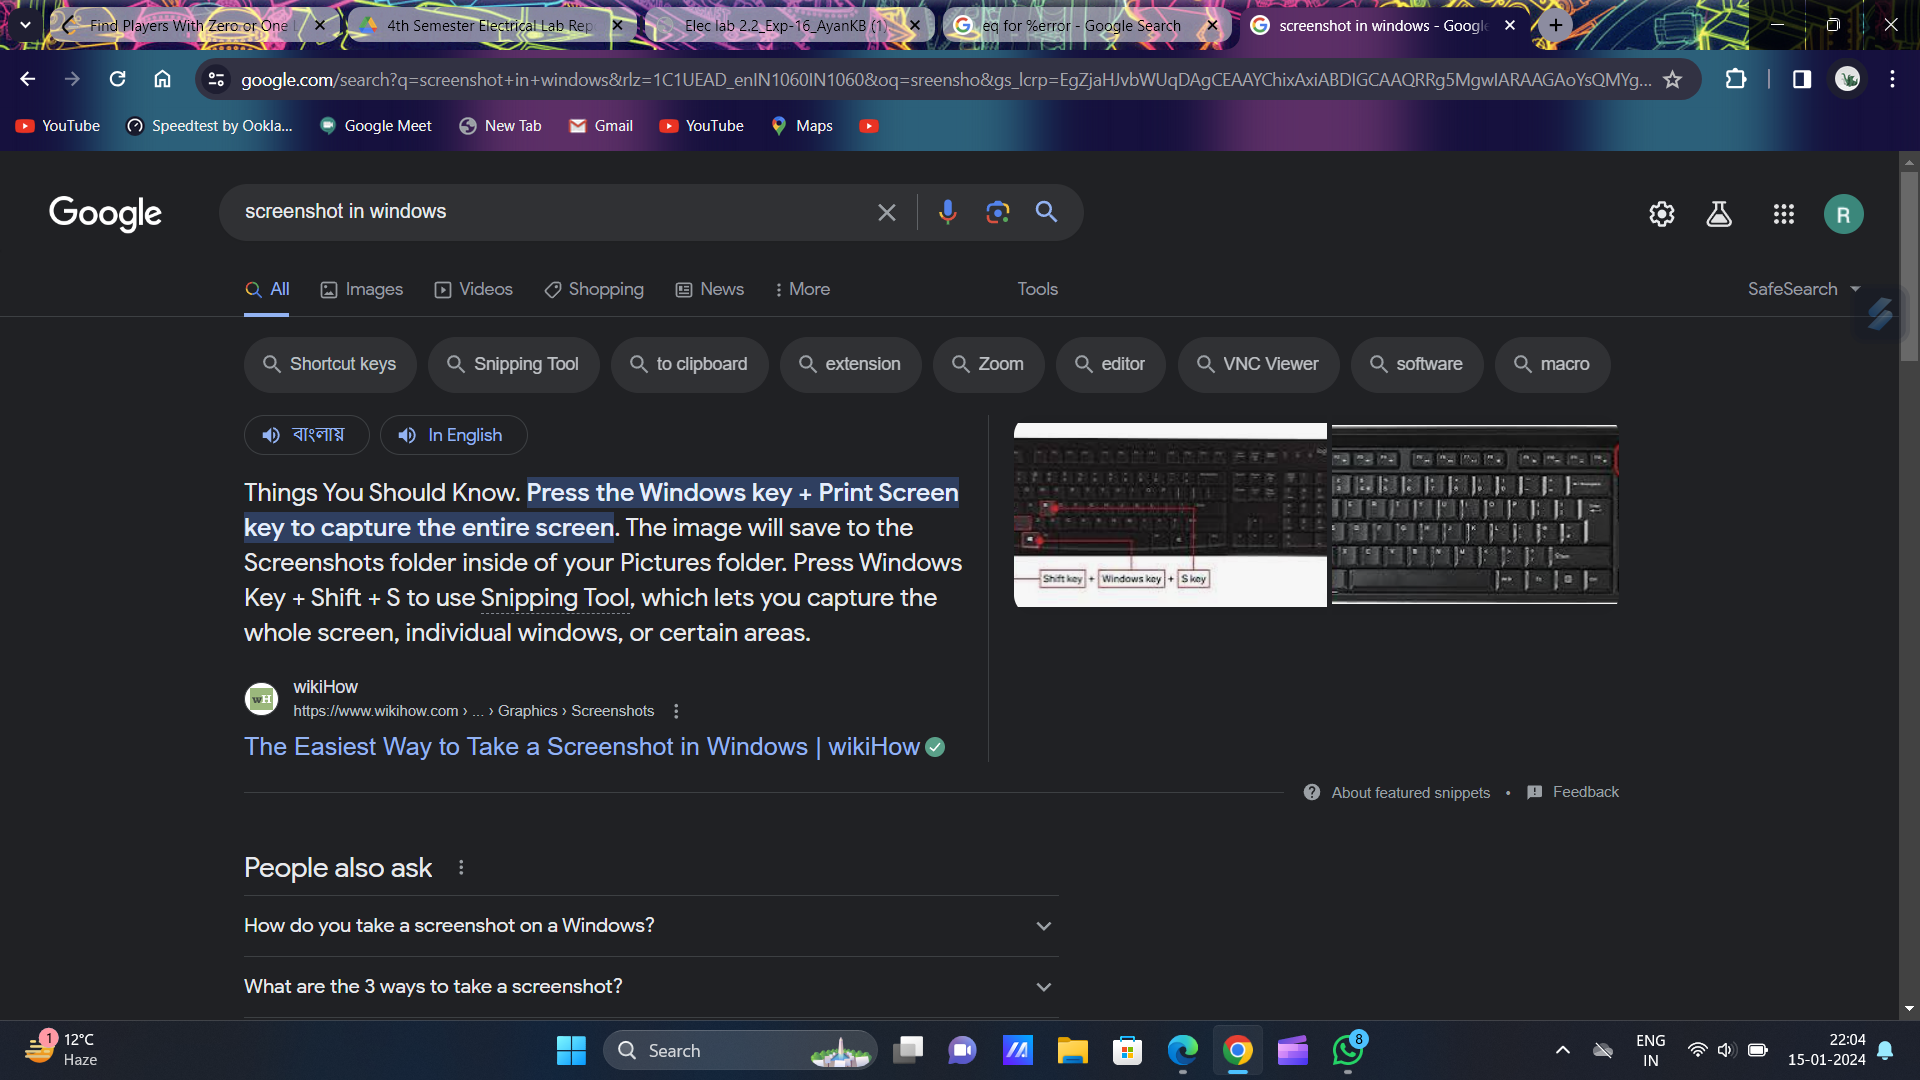 Find Players With Zero or One L
4th Semester Electrical Lab Rep
Elec lab 2.2_Exp-16_AyanKB (1)
eq for %error - Google Search
screenshot in windows - Google
google.com/search?q=screenshot+in+windows&rlz=1C1UEAD_enIN1060IN1060&oq=sreensho&gs_lcrp=EgZjaHJvbWUqDAgCEAAYChixAxiABDIGCAAQRRg5MgwIARAAGAoYsQMYg...
YouTube
Speedtest by Ookla...
Google Meet
New Tab
Gmail
YouTube
Maps
Google
screenshot in windows
R
All
Images
Videos
Shopping
News
More
Tools
SafeSearch
Shortcut keys
Snipping Tool
to clipboard
extension
Zoom
editor
VNC Viewer
software
macro
বাংলায়
In English
Things You Should Know. Press the Windows key + Print Screen
key to capture the entire screen. The image will save to the
Screenshots folder inside of your Pictures folder. Press Windows
Key + Shift + S to use Snipping Tool, which lets you capture the
whole screen, individual windows, or certain areas.
Shift key + Windows key + S key
wH
wikiHow
https://www.wikihow.com › ... › Graphics › Screenshots
The Easiest Way to Take a Screenshot in Windows | wikiHow
About featured snippets • Feedback
People also ask
How do you take a screenshot on a Windows?
What are the 3 ways to take a screenshot?
1
12°C
Haze
Search
8
ENG
IN
22:04
15-01-2024